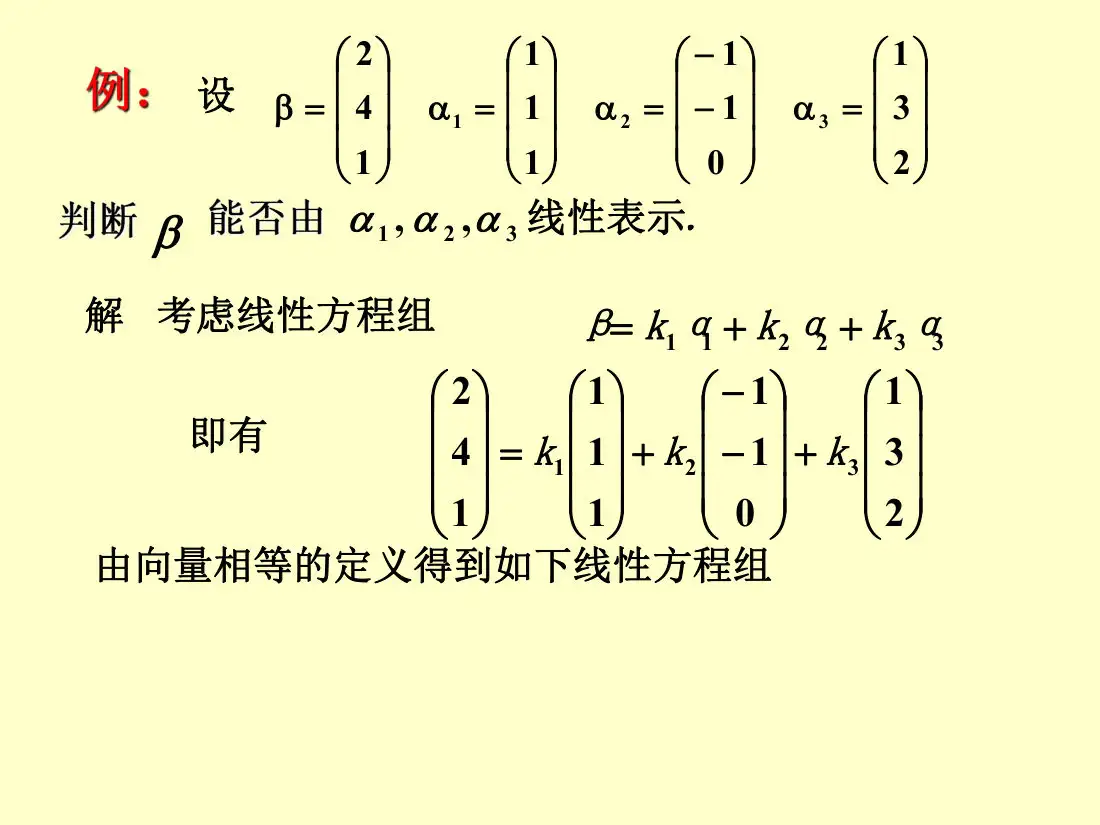 例： 设 β = (2 4 1) α₁ = (1 1 1) α₂ = (−1 −1 0) α₃ = (1 3 2)
判断 β 能否由 α₁, α₂, α₃ 线性表示.
解 考虑线性方程组 β = k₁α₁ + k₂α₂ + k₃α₃
即有 (2 4 1) = k₁ (1 1 1) + k₂ (−1 −1 0) + k₃ (1 3 2)
由向量相等的定义得到如下线性方程组